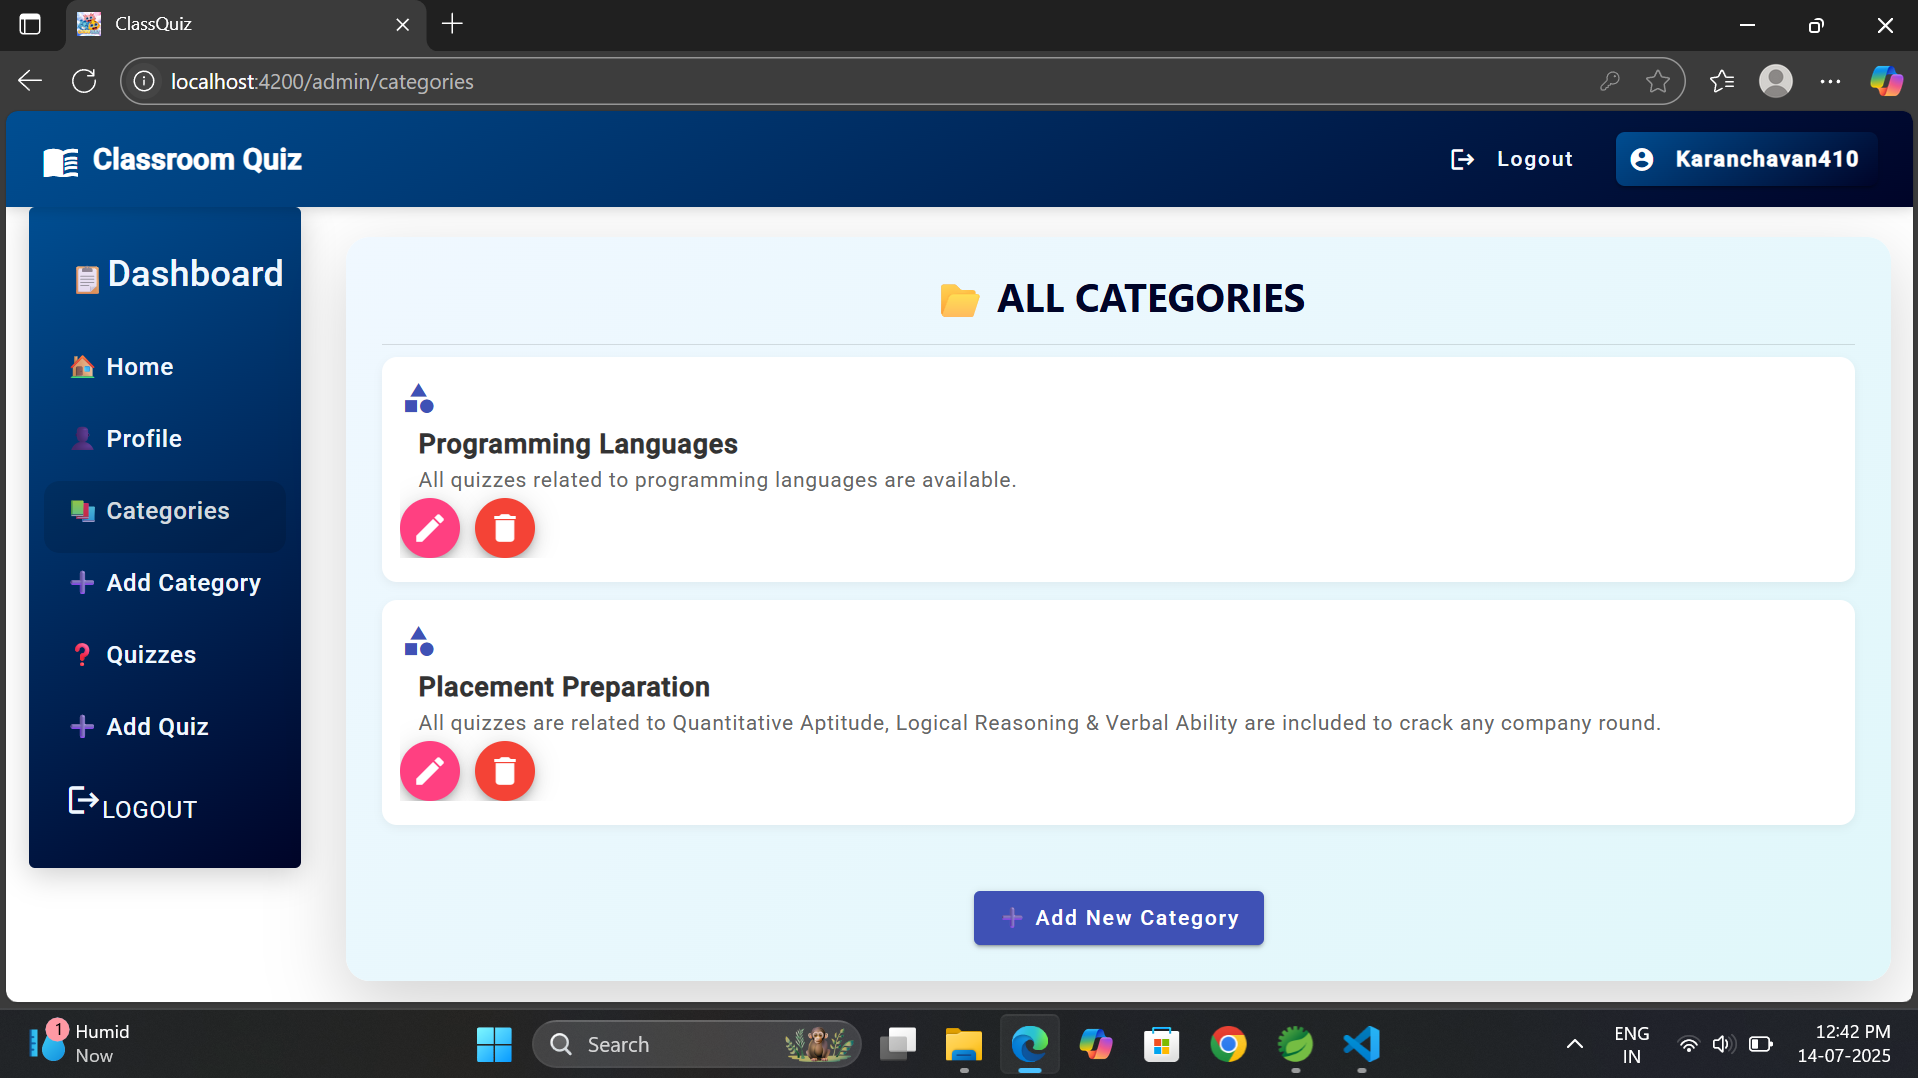 ClassQuiz
localhost:4200/admin/categories
Classroom Quiz
Logout
Karanchavan410
Dashboard
Home
Profile
Categories
Add Category
Quizzes
Add Quiz
LOGOUT
ALL CATEGORIES
Programming Languages
All quizzes related to programming languages are available.
Placement Preparation
All quizzes are related to Quantitative Aptitude, Logical Reasoning & Verbal Ability are included to crack any company round.
Add New Category
1
Humid
Now
Search
ENG
IN
12:42 PM
14-07-2025